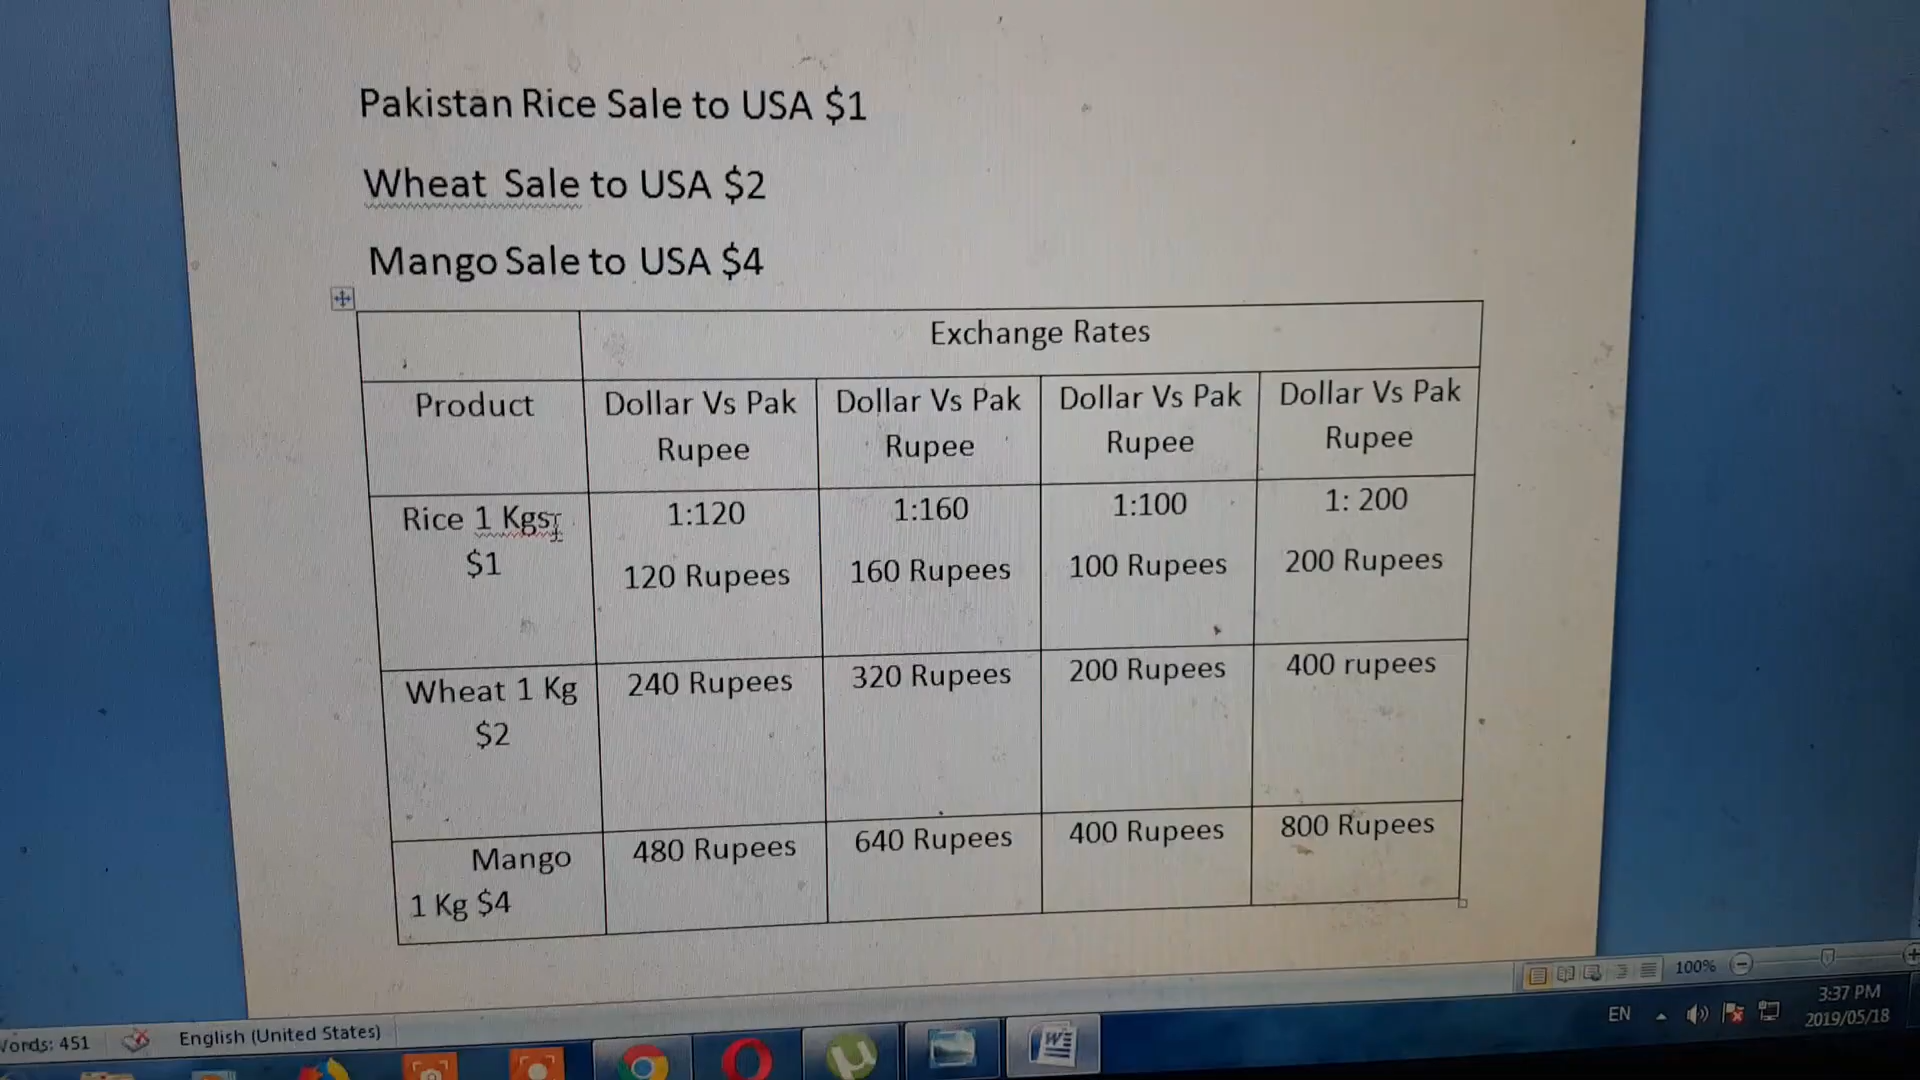 Pakistan Rice Sale to USA $1
Wheat  Sale to USA $2
Mango Sale to USA $4
Exchange Rates
Product
Dollar Vs Pak
Rupee
Dollar Vs Pak
Rupee
Dollar Vs Pak
Rupee
Dollar Vs Pak
Rupee
Rice 1 Kgs
$1
1:120
120 Rupees
1:160
160 Rupees
1:100
100 Rupees
1: 200
200 Rupees
Wheat 1 Kg
$2
240 Rupees
320 Rupees
200 Rupees
400 rupees
Mango
1 Kg $4
480 Rupees
640 Rupees
400 Rupees
800 Rupees
100%
Words: 451
English (United States)
EN
3:37 PM
2019/05/18